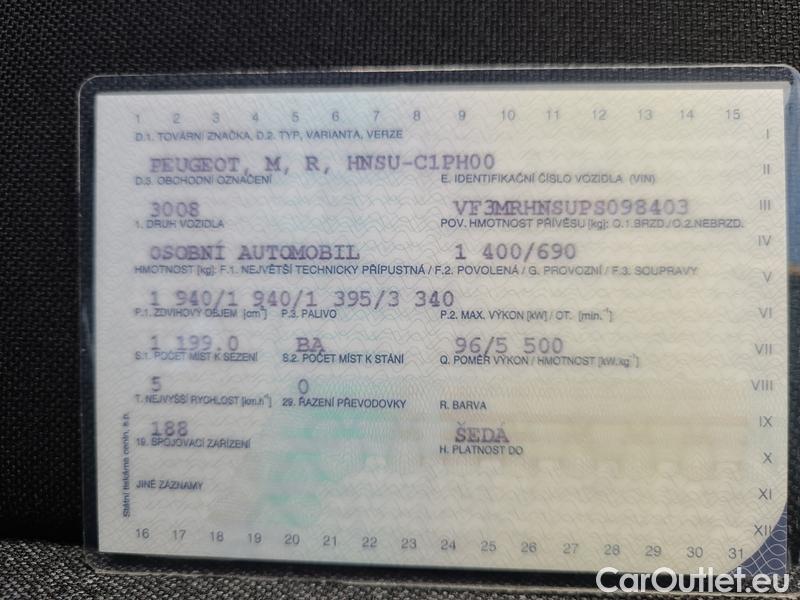 1 2 3 4 5 6 7 8 9 10 11 12 13 14 15
D.1. TOVÁRNÍ ZNAČKA, D.2. TYP, VARIANTA, VERZE I
PEUGEOT, M, R, HNSU-C1PH00 II
D.3. OBCHODNÍ OZNAČENÍ E. IDENTIFIKAČNÍ ČÍSLO VOZIDLA (VIN)
3008 VF3MRHNSUPS098403 III
1. DRUH VOZIDLA POV. HMOTNOST PŘÍVĚSU [kg]: O.1.BRZD./O.2.NEBRZD.
OSOBNÍ AUTOMOBIL 1 400/690 IV
HMOTNOST [kg]: F.1. NEJVĚTŠÍ TECHNICKY PŘÍPUSTNÁ / F.2. POVOLENÁ / G. PROVOZNÍ / F.3. SOUPRAVY V
1 940/1 940/1 395/3 340
P.1. ZDVIHOVÝ OBJEM [cm³] P.3. PALIVO P.2. MAX. VÝKON [kW] / OT. [min.⁻¹] VI
1 199.0 BA 96/5 500 VII
S.1. POČET MÍST K SEZENÍ S.2. POČET MÍST K STÁNÍ Q. POMĚR VÝKON / HMOTNOST [kW.kg⁻¹]
5 0 VIII
T. NEJVYŠŠÍ RYCHLOST [km.h⁻¹] 29. ŘAZENÍ PŘEVODOVKY R. BARVA
188 ŠEDÁ IX
19. SPOJOVACÍ ZAŘÍZENÍ H. PLATNOST DO X
JINÉ ZÁZNAMY XI
Státní tiskárna cenin, s.p.
XII
16 17 18 19 20 21 22 23 24 25 26 27 28 29 30 31
CarOutlet.eu